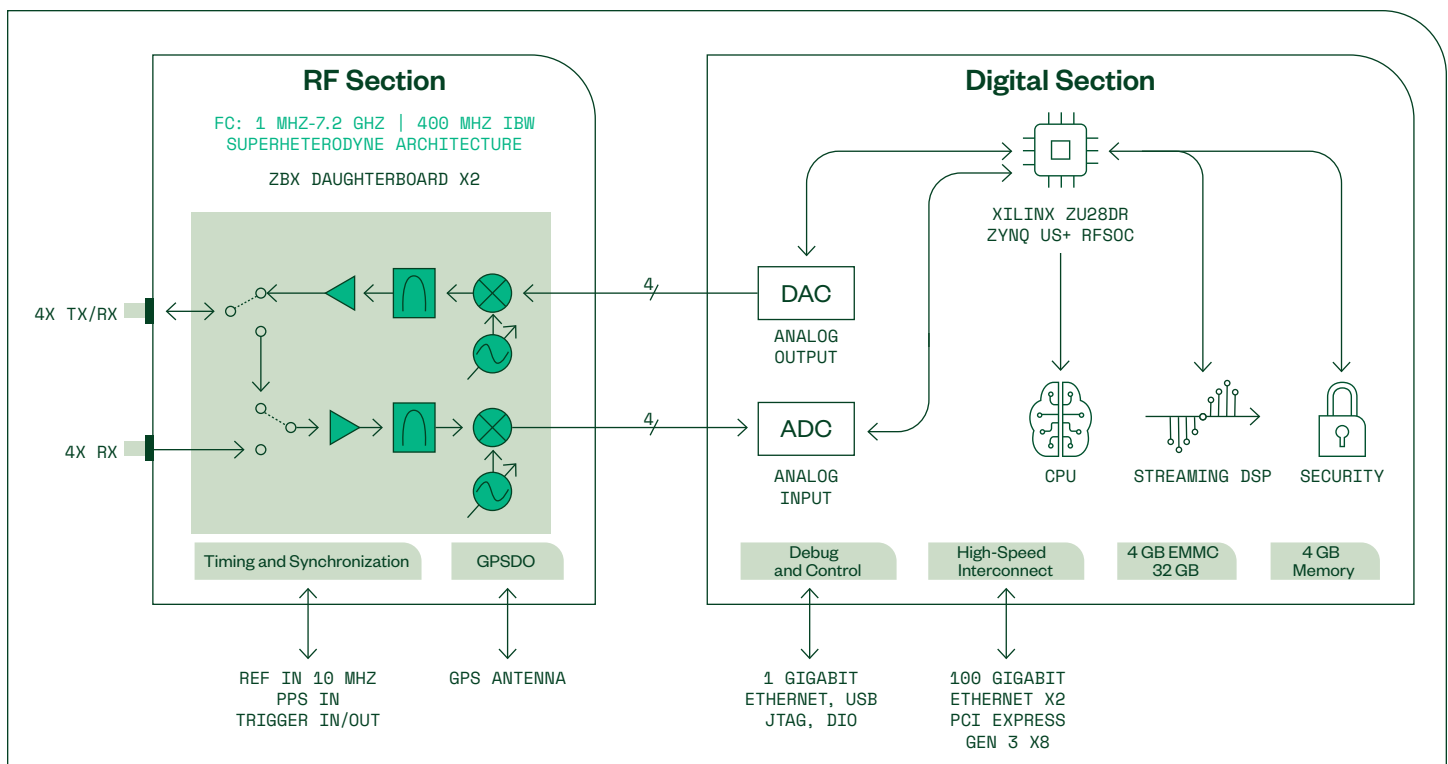 RF Section
FC: 1 MHZ-7.2 GHZ | 400 MHZ IBW
SUPERHETERODYNE ARCHITECTURE
ZBX DAUGHTERBOARD X2
4X TX/RX
4X RX
4
4
Timing and Synchronization
GPSDO
REF IN 10 MHZ
PPS IN
TRIGGER IN/OUT
GPS ANTENNA
Digital Section
XILINX ZU28DR
ZYNQ US+ RFSOC
DAC
ANALOG
OUTPUT
ADC
ANALOG
INPUT
CPU
STREAMING DSP
SECURITY
Debug
and Control
High-Speed
Interconnect
4 GB EMMC
32 GB
4 GB
Memory
1 GIGABIT
ETHERNET, USB
JTAG, DIO
100 GIGABIT
ETHERNET X2
PCI EXPRESS
GEN 3 X8